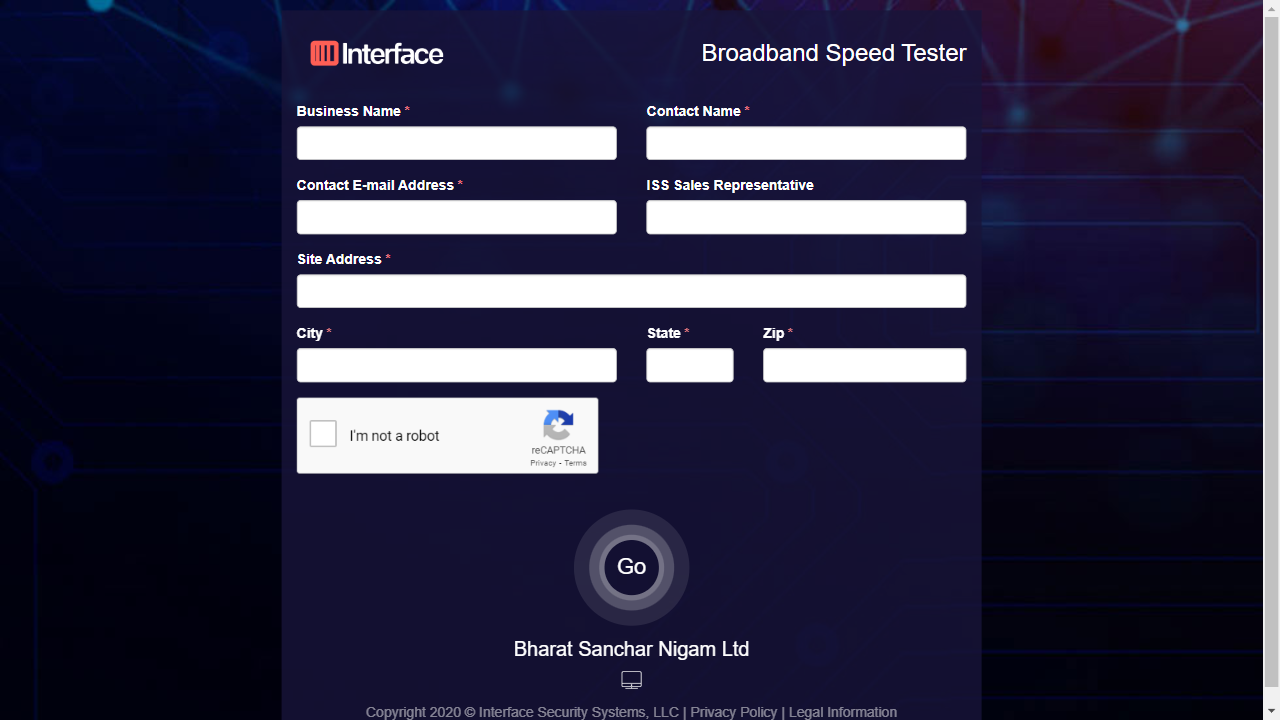 Interface
Broadband Speed Tester
Business Name *
Contact Name *
Contact E-mail Address *
ISS Sales Representative
Site Address *
City *
State *
Zip *
I'm not a robot
reCAPTCHA
Privacy - Terms
Go
Bharat Sanchar Nigam Ltd
Copyright 2020 © Interface Security Systems, LLC | Privacy Policy | Legal Information